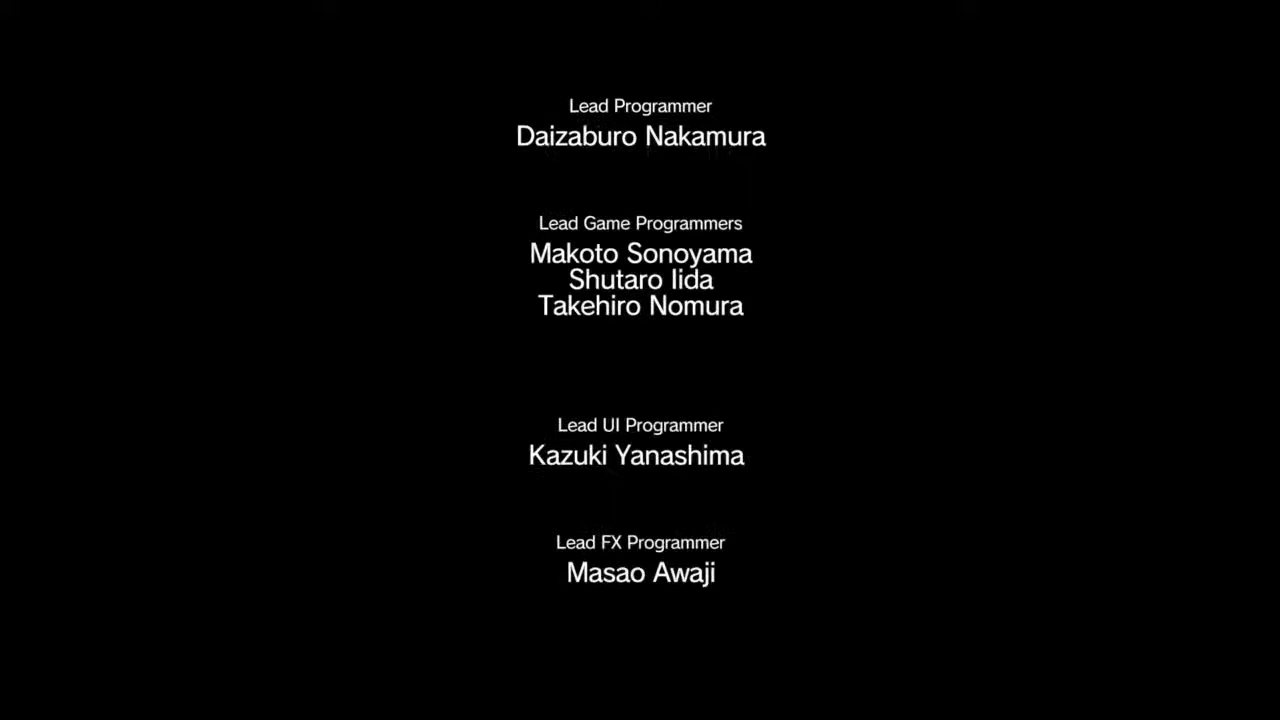 Lead Programmer
Daizaburo Nakamura
Lead Game Programmers
Makoto Sonoyama
Shutaro Iida
Takehiro Nomura
Lead UI Programmer
Kazuki Yanashima
Lead FX Programmer
Masao Awaji